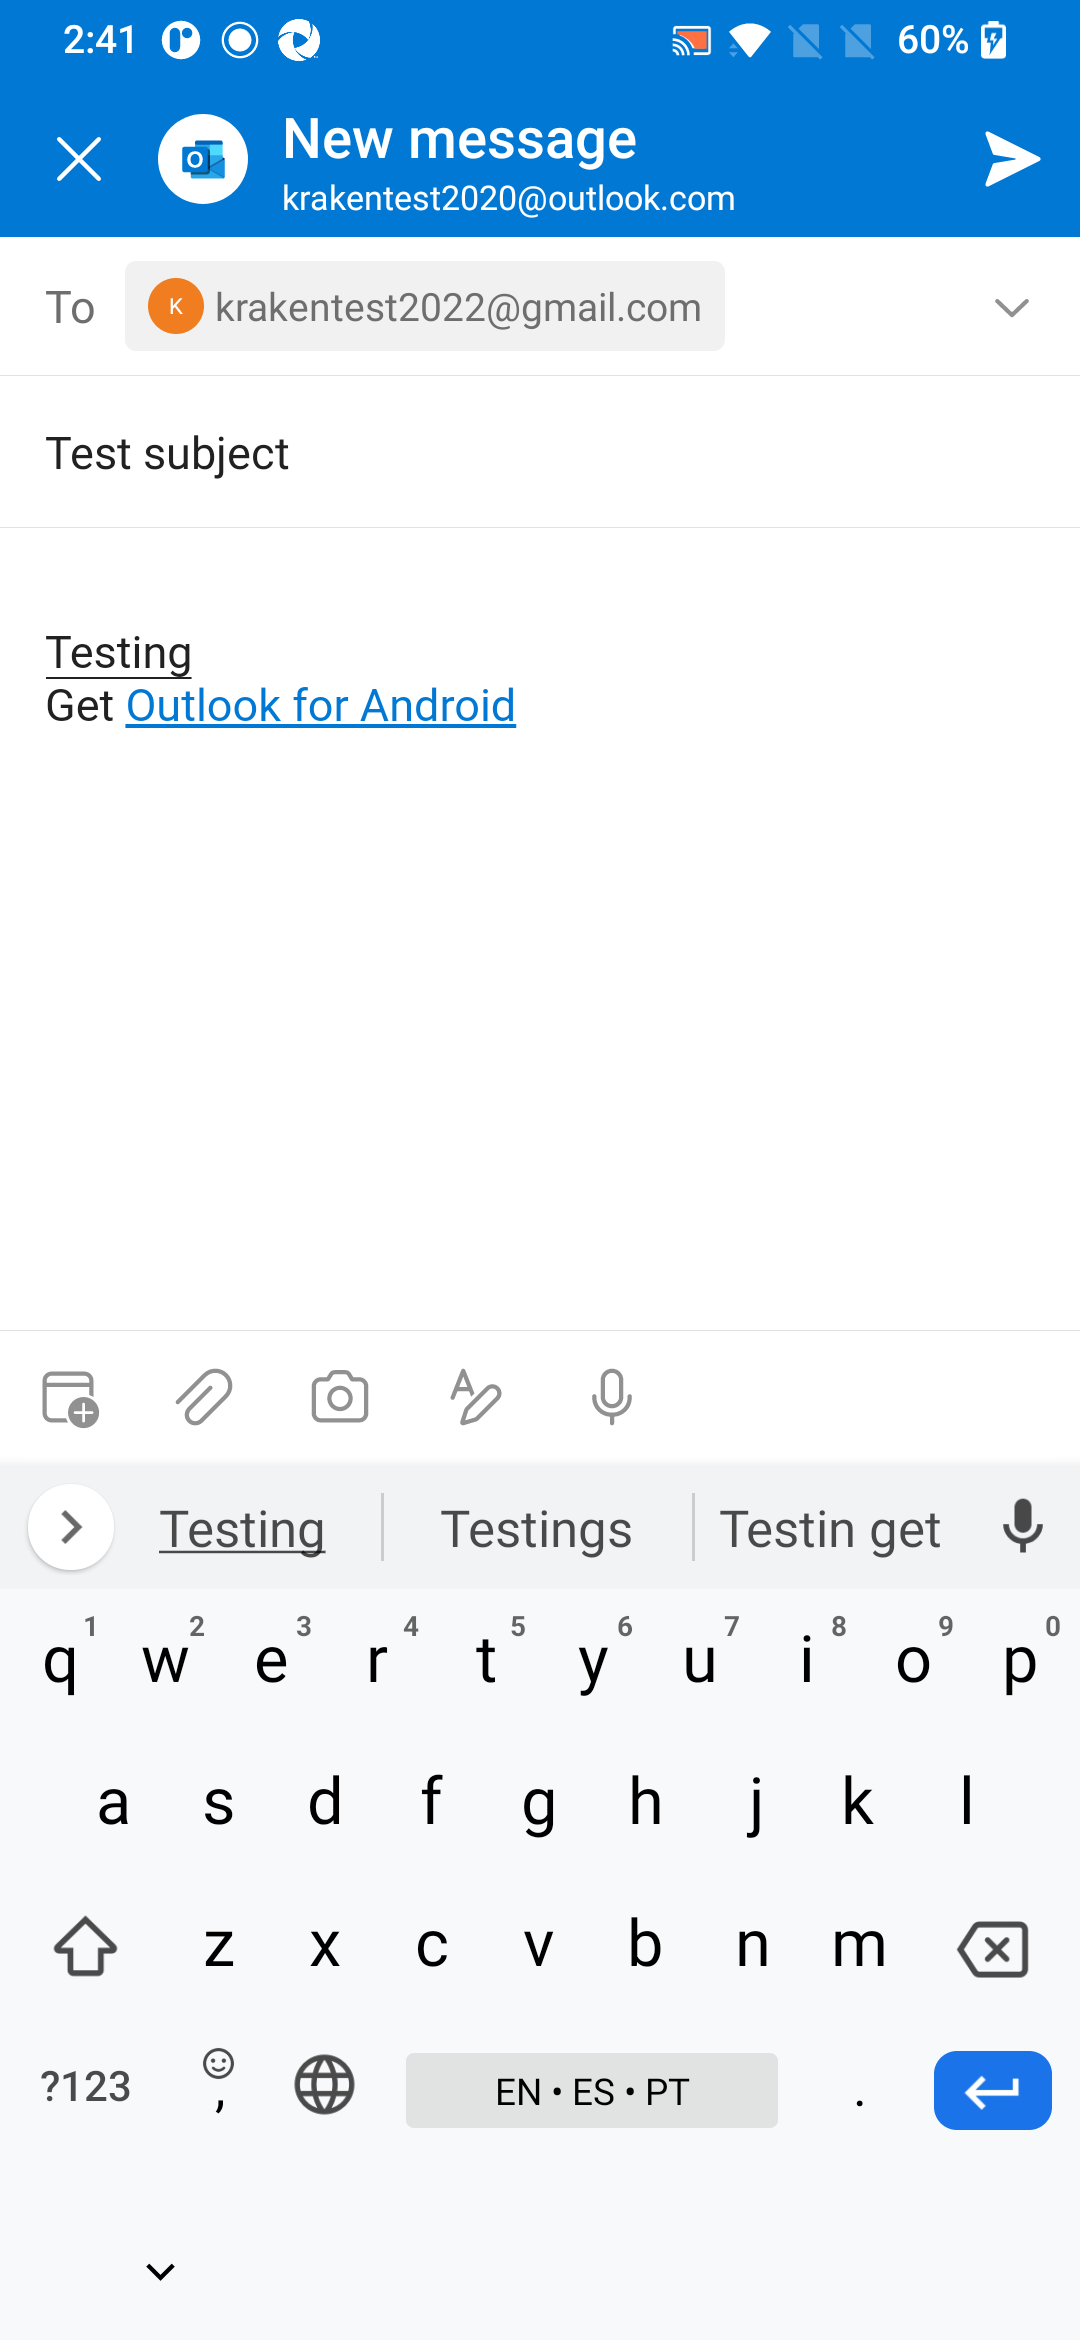 2:41 60%
New message
krakentest2020@outlook.com
To K krakentest2022@gmail.com
Test subject
Testing
Get Outlook for Android
Testing Testings Testin get
1 2 3 4 5 6 7 8 9 0
q w e r t y u i o p
a s d f g h j k l
z x c v b n m
?123 , EN • ES • PT .